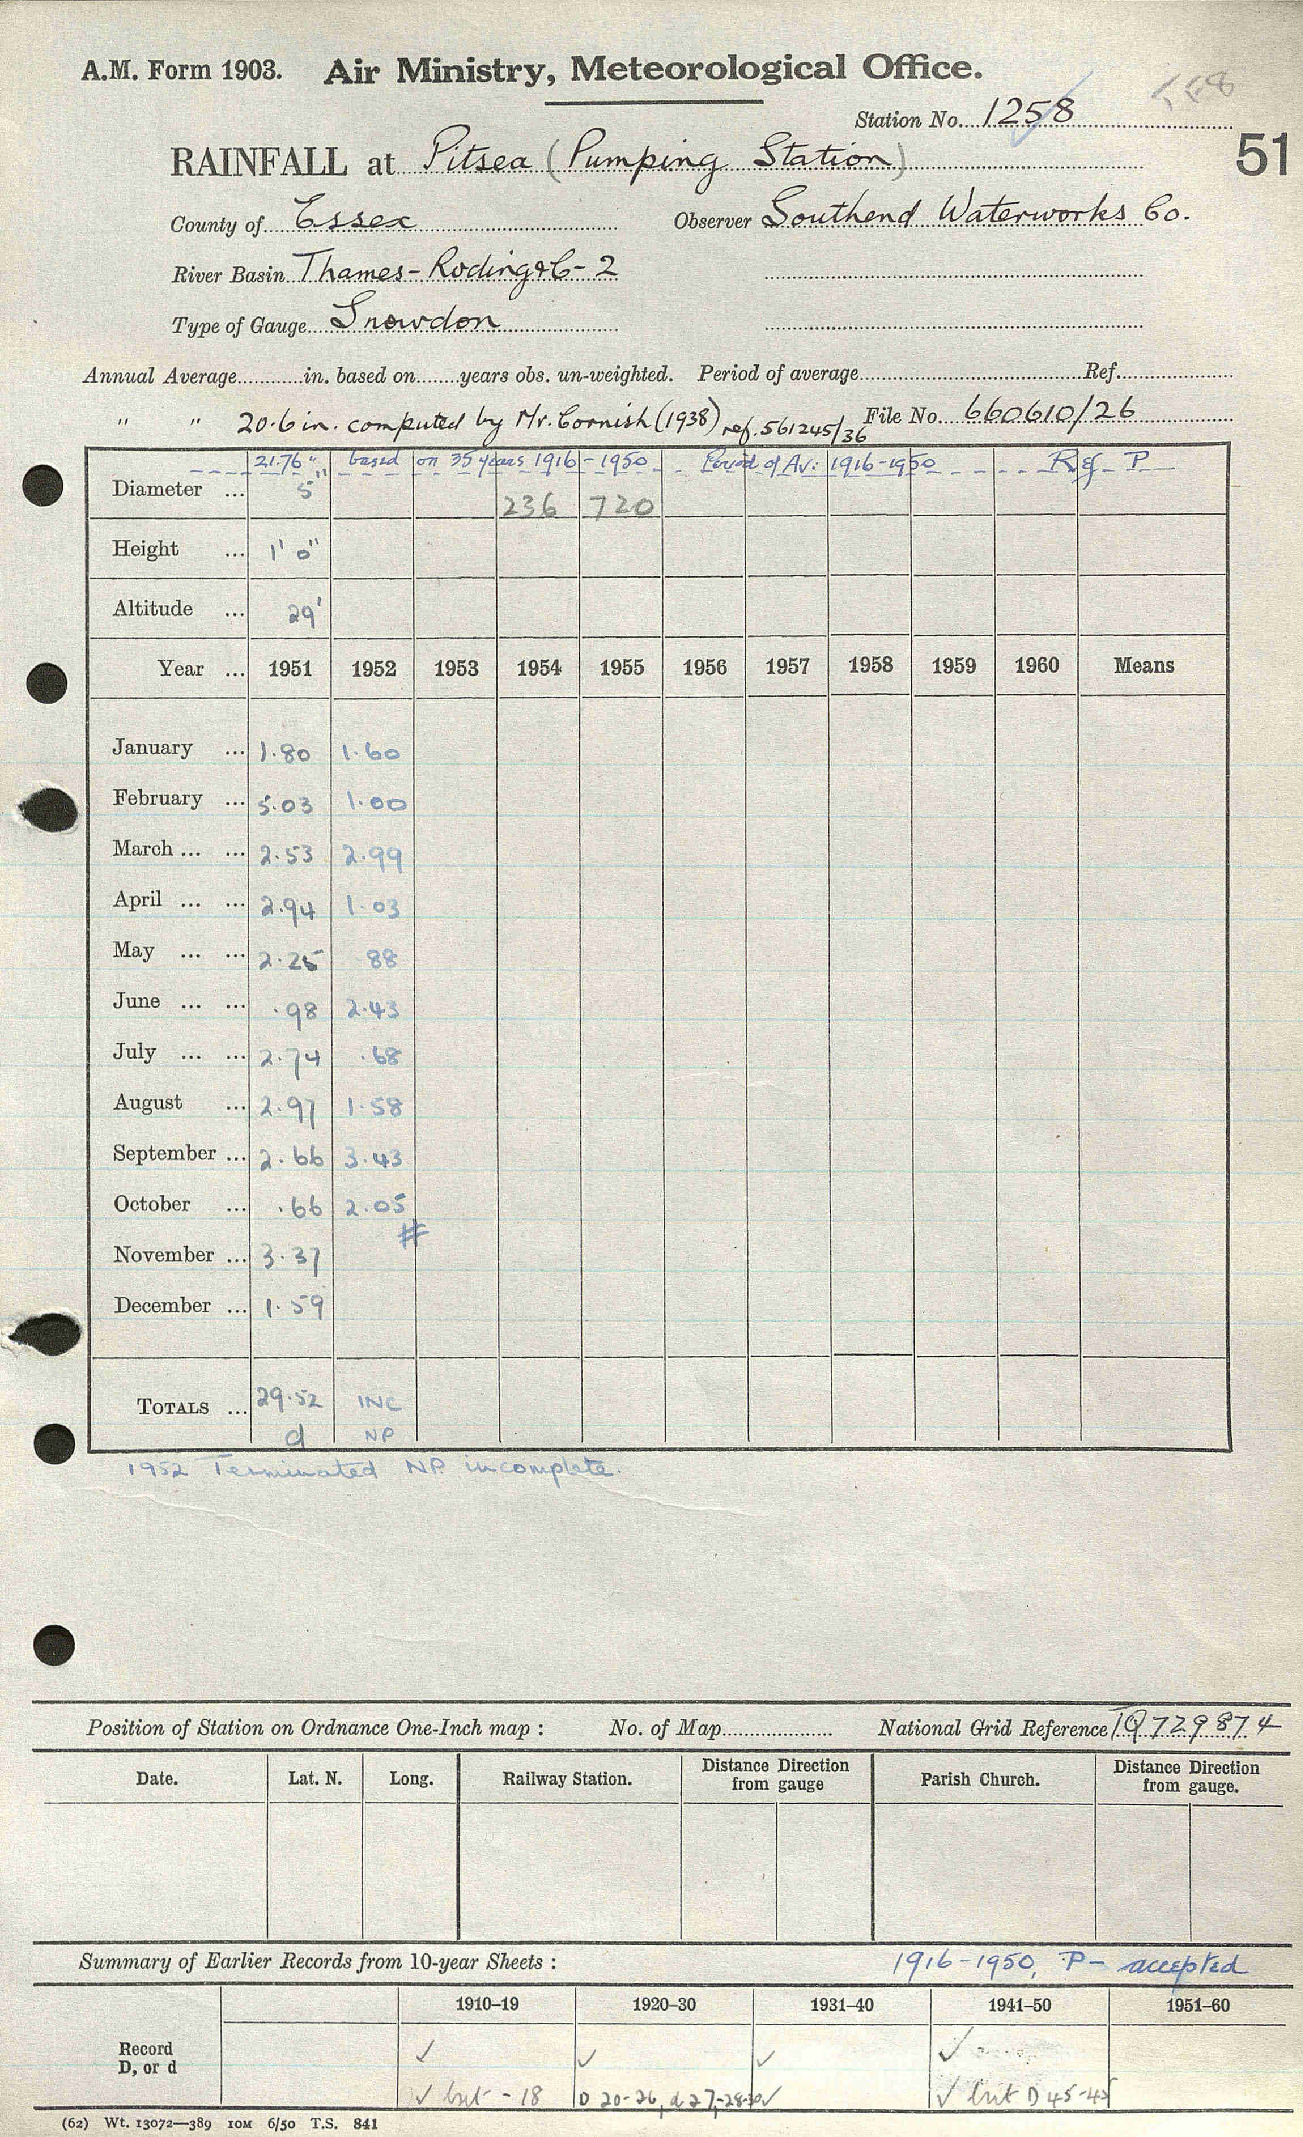 A.M. Form 1903. Air Ministry, Meteorological Office.
Station No. 1258
51
RAINFALL at Pitsea (Pumping Station)
County of Essex Observer Southend Waterworks Co.
River Basin Thames-Roding&C-2
Type of Gauge Snowdon
Annual Average in. based on years obs. un-weighted. Period of average Ref.
" " 20.6 in. computed by Mr. Cornish (1938) ref. 561245/36 File No. 660610/26
21.76" based on 35 years 1916-1950 Period of Av: 1916-1950 Ref P
Diameter ... 5" 236 720
Height ... 1' 0"
Altitude ... 29'
Year ... 1951 1952 1953 1954 1955 1956 1957 1958 1959 1960 Means
January ... 1.80 1.60
February ... 5.03 1.00
March ... ... 2.53 2.99
April ... ... 2.94 1.03
May ... ... 2.25 88
June ... ... .98 2.43
July ... ... 2.74 .68
August ... 2.97 1.58
September ... 2.66 3.43
October ... .66 2.05
#
November ... 3.37
December ... 1.59
TOTALS ... 29.52 INC
d NP
1952 Terminated NP incomplete.
Position of Station on Ordnance One-Inch map : No. of Map National Grid Reference TQ 729874
Date. Lat. N. Long. Railway Station. Distance Direction from gauge Parish Church. Distance Direction from gauge.
Summary of Earlier Records from 10-year Sheets : 1916-1950, P- accepted
1910-19 1920-30 1931-40 1941-50 1951-60
Record ✓ ✓ ✓ ✓
D, or d
✓ but -18 D 20-26, d 27,-28-30 ✓ ✓ but D 45-45
(62) Wt. 13072—389 10M 6/50 T.S. 841